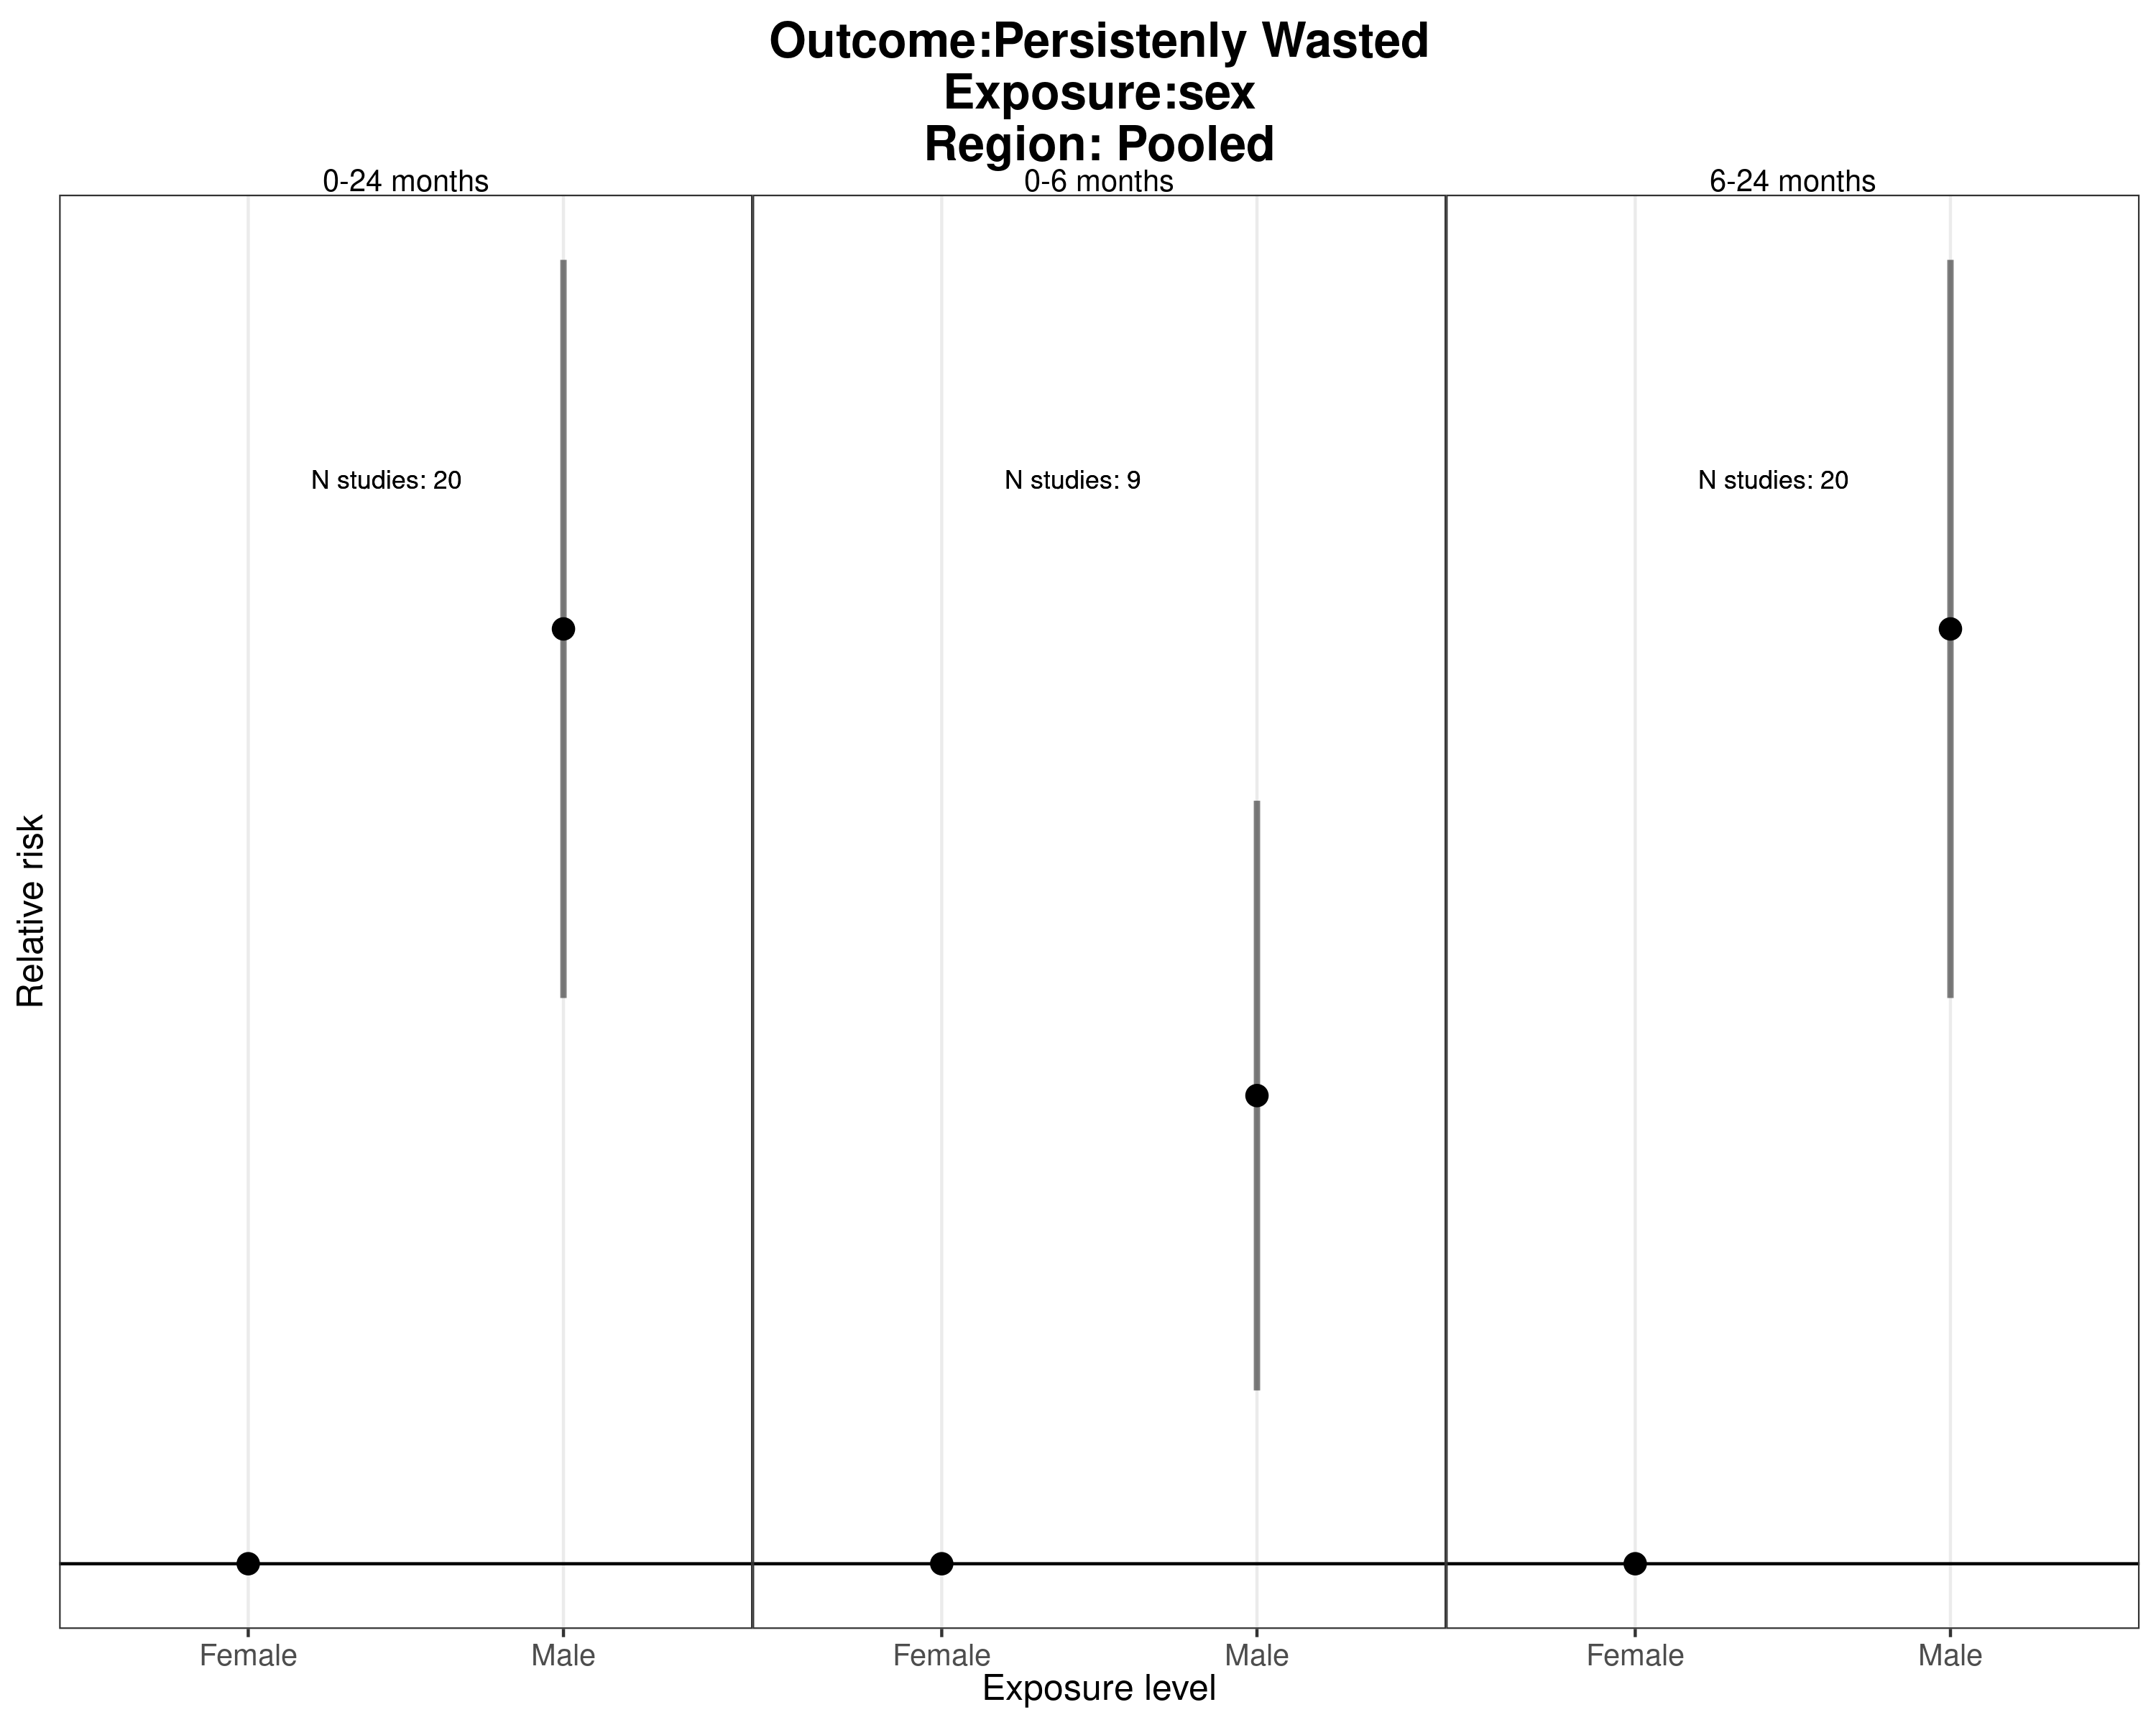 Outcome:Persistenly Wasted
Exposure:sex
Region: Pooled
0-24 months
0-6 months
6-24 months
N studies: 20
N studies: 9
N studies: 20
Relative risk
Female
Male
Female
Male
Female
Male
Exposure level